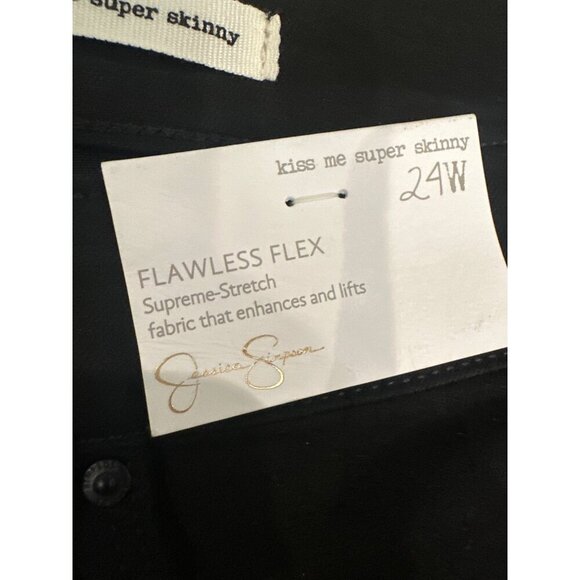 super skinny
kiss me super skinny
24W
FLAWLESS FLEX
Supreme-Stretch
fabric that enhances and lifts
Jessica Simpson